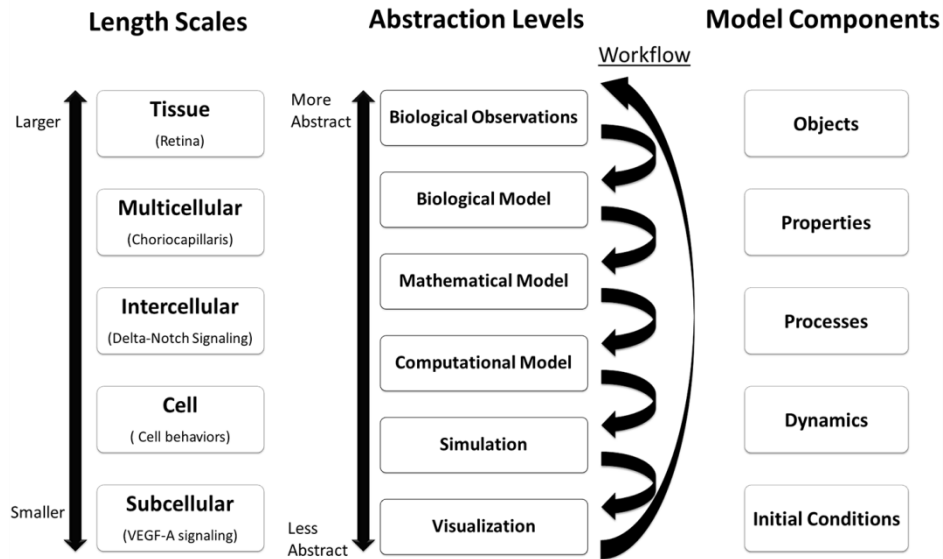 Length Scales
Larger
Tissue
(Retina)
Multicellular
(Choriocapillaris)
Intercellular
(Delta-Notch Signaling)
Cell
( Cell behaviors)
Smaller
Subcellular
(VEGF-A signaling)
Abstraction Levels
Workflow
More
Abstract
Biological Observations
Biological Model
Mathematical Model
Computational Model
Simulation
Less
Abstract
Visualization
Model Components
Objects
Properties
Processes
Dynamics
Initial Conditions